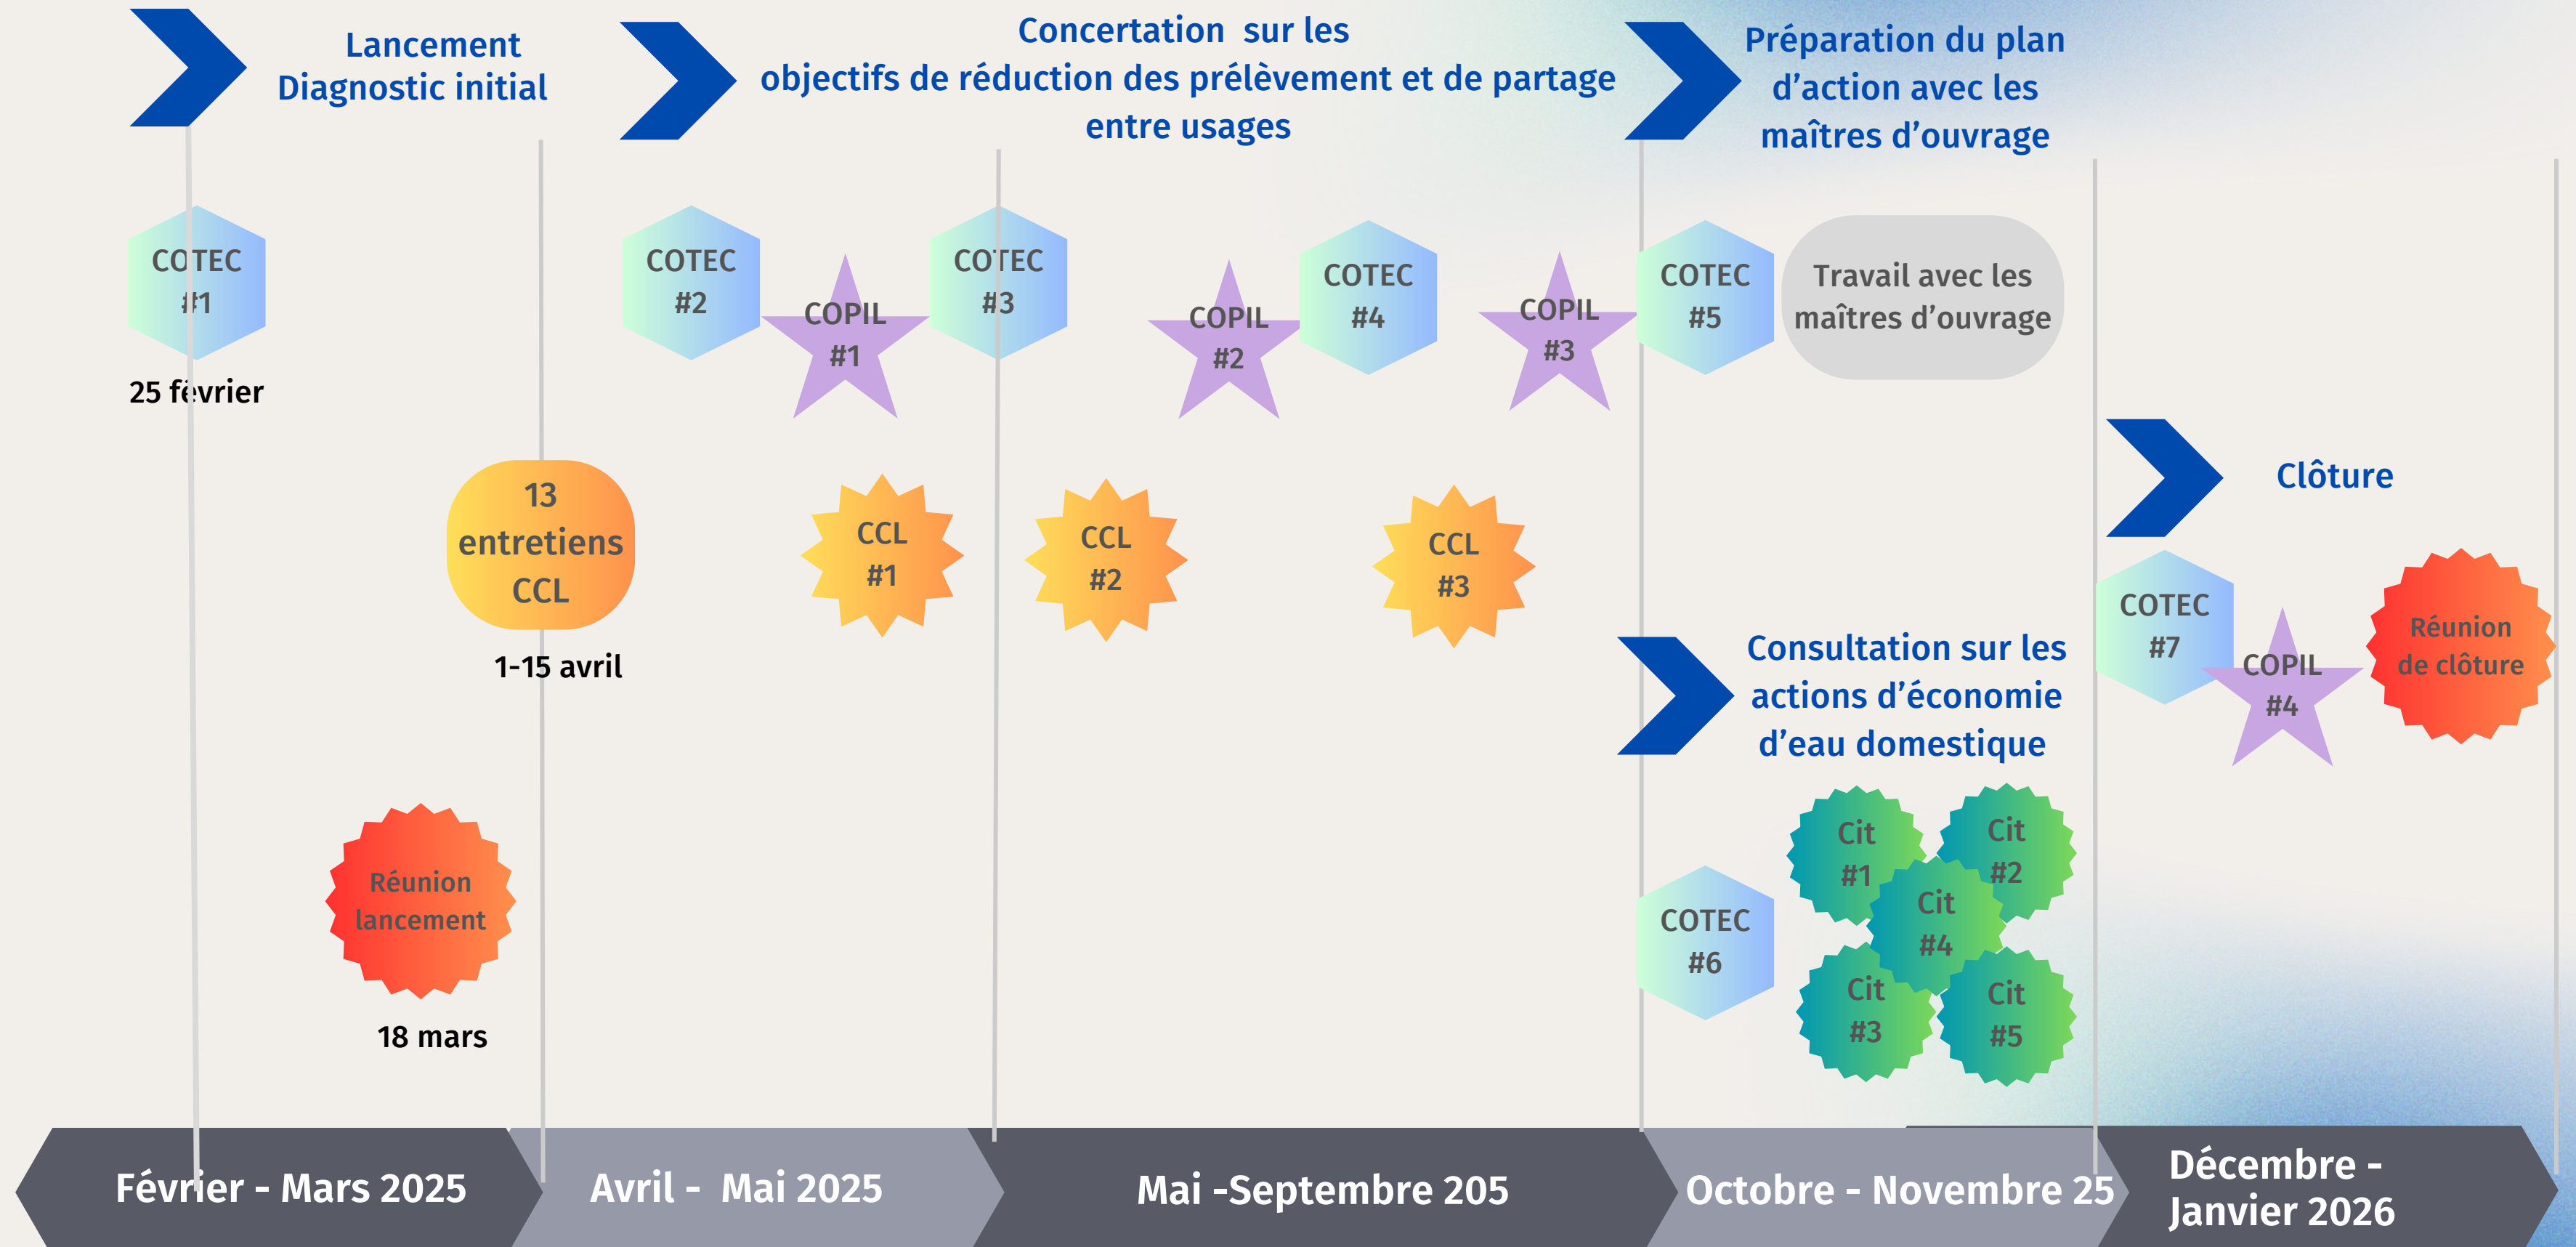 Lancement
Diagnostic initial
Concertation sur les
objectifs de réduction des prélèvement et de partage
entre usages
Préparation du plan
d’action avec les
maîtres d’ouvrage
COTEC
#1
25 février
COTEC
#2
COPIL
#1
COTEC
#3
COPIL
#2
COTEC
#4
COPIL
#3
COTEC
#5
Travail avec les
maîtres d’ouvrage
13
entretiens
CCL
1-15 avril
CCL
#1
CCL
#2
CCL
#3
Clôture
COTEC
#7
COPIL
#4
Réunion
de clôture
Consultation sur les
actions d’économie
d’eau domestique
Réunion
lancement
18 mars
COTEC
#6
Cit
#1
Cit
#2
Cit
#4
Cit
#3
Cit
#5
Février - Mars 2025
Avril - Mai 2025
Mai -Septembre 205
Octobre - Novembre 25
Décembre -
Janvier 2026